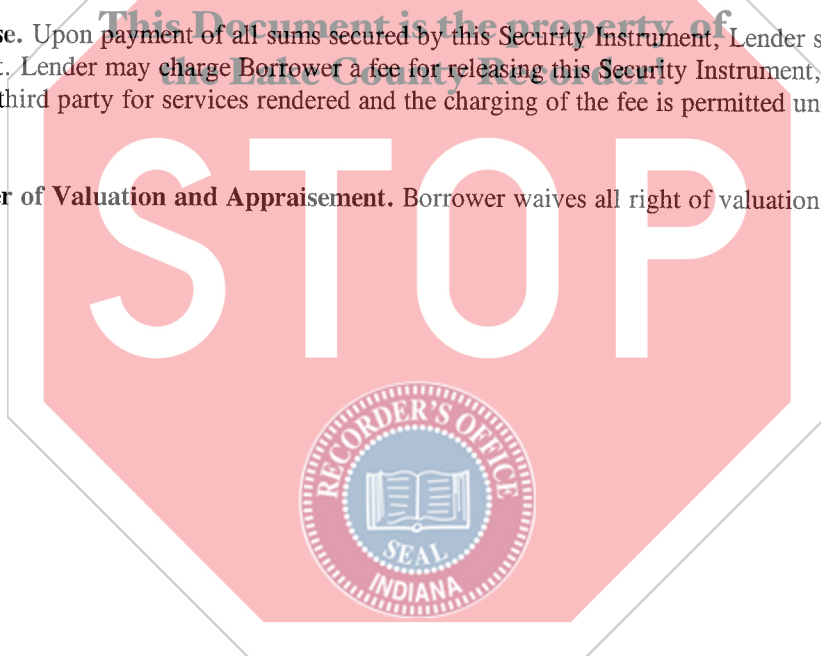 This Document is the property of
se. Upon payment of all sums secured by this Security Instrument, Lender s
the Lake County Recorder!
t. Lender may charge Borrower a fee for releasing this Security Instrument,
third party for services rendered and the charging of the fee is permitted un
er of Valuation and Appraisement. Borrower waives all right of valuation
STOP
RECORDER'S OFFICE
SEAL
INDIANA